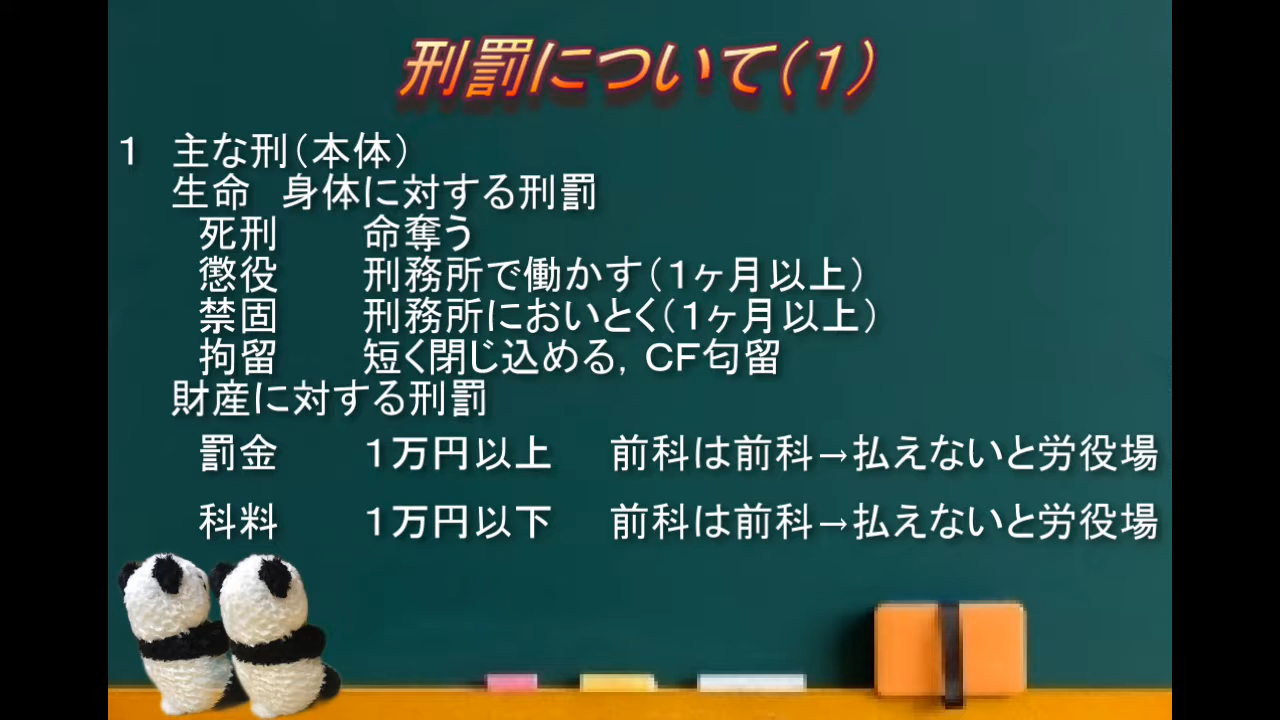 刑罰について（１）
１　主な刑（本体）
生命　身体に対する刑罰
死刑　　命奪う
懲役　　刑務所で働かす（１ヶ月以上）
禁固　　刑務所においとく（１ヶ月以上）
拘留　　短く閉じ込める，ＣＦ勾留
財産に対する刑罰
罰金　　１万円以上　前科は前科→払えないと労役場
科料　　１万円以下　前科は前科→払えないと労役場